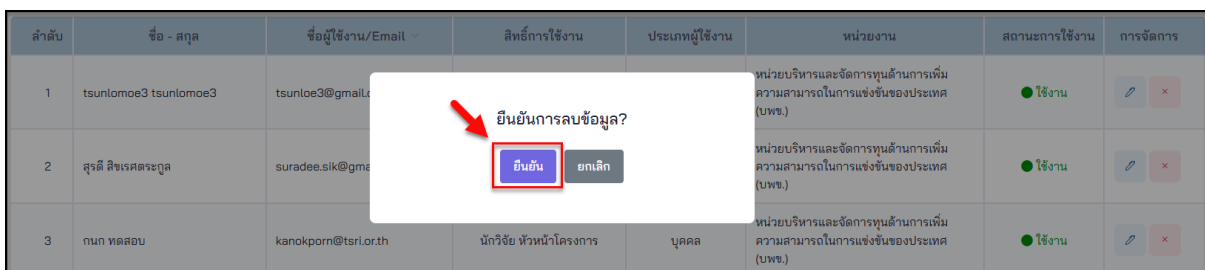 ลำดับ ชื่อ - สกุล ชื่อผู้ใช้งาน/Email สิทธิ์การใช้งาน ประเภทผู้ใช้งาน หน่วยงาน สถานะการใช้งาน การจัดการ
1 tsunlomoe3 tsunlomoe3 tsunloe3@gmail.c หน่วยบริหารและจัดการทุนด้านการเพิ่ม
ความสามารถในการแข่งขันของประเทศ
(บพข.)
ใช้งาน
ยืนยันการลบข้อมูล?
ยืนยัน ยกเลิก
2 สุรดี สิขเรศตระกูล suradee.sik@gma หน่วยบริหารและจัดการทุนด้านการเพิ่ม
ความสามารถในการแข่งขันของประเทศ
(บพข.)
ใช้งาน
3 กนก ทดสอบ kanokporn@tsri.or.th นักวิจัย หัวหน้าโครงการ บุคคล หน่วยบริหารและจัดการทุนด้านการเพิ่ม
ความสามารถในการแข่งขันของประเทศ
(บพข.)
ใช้งาน